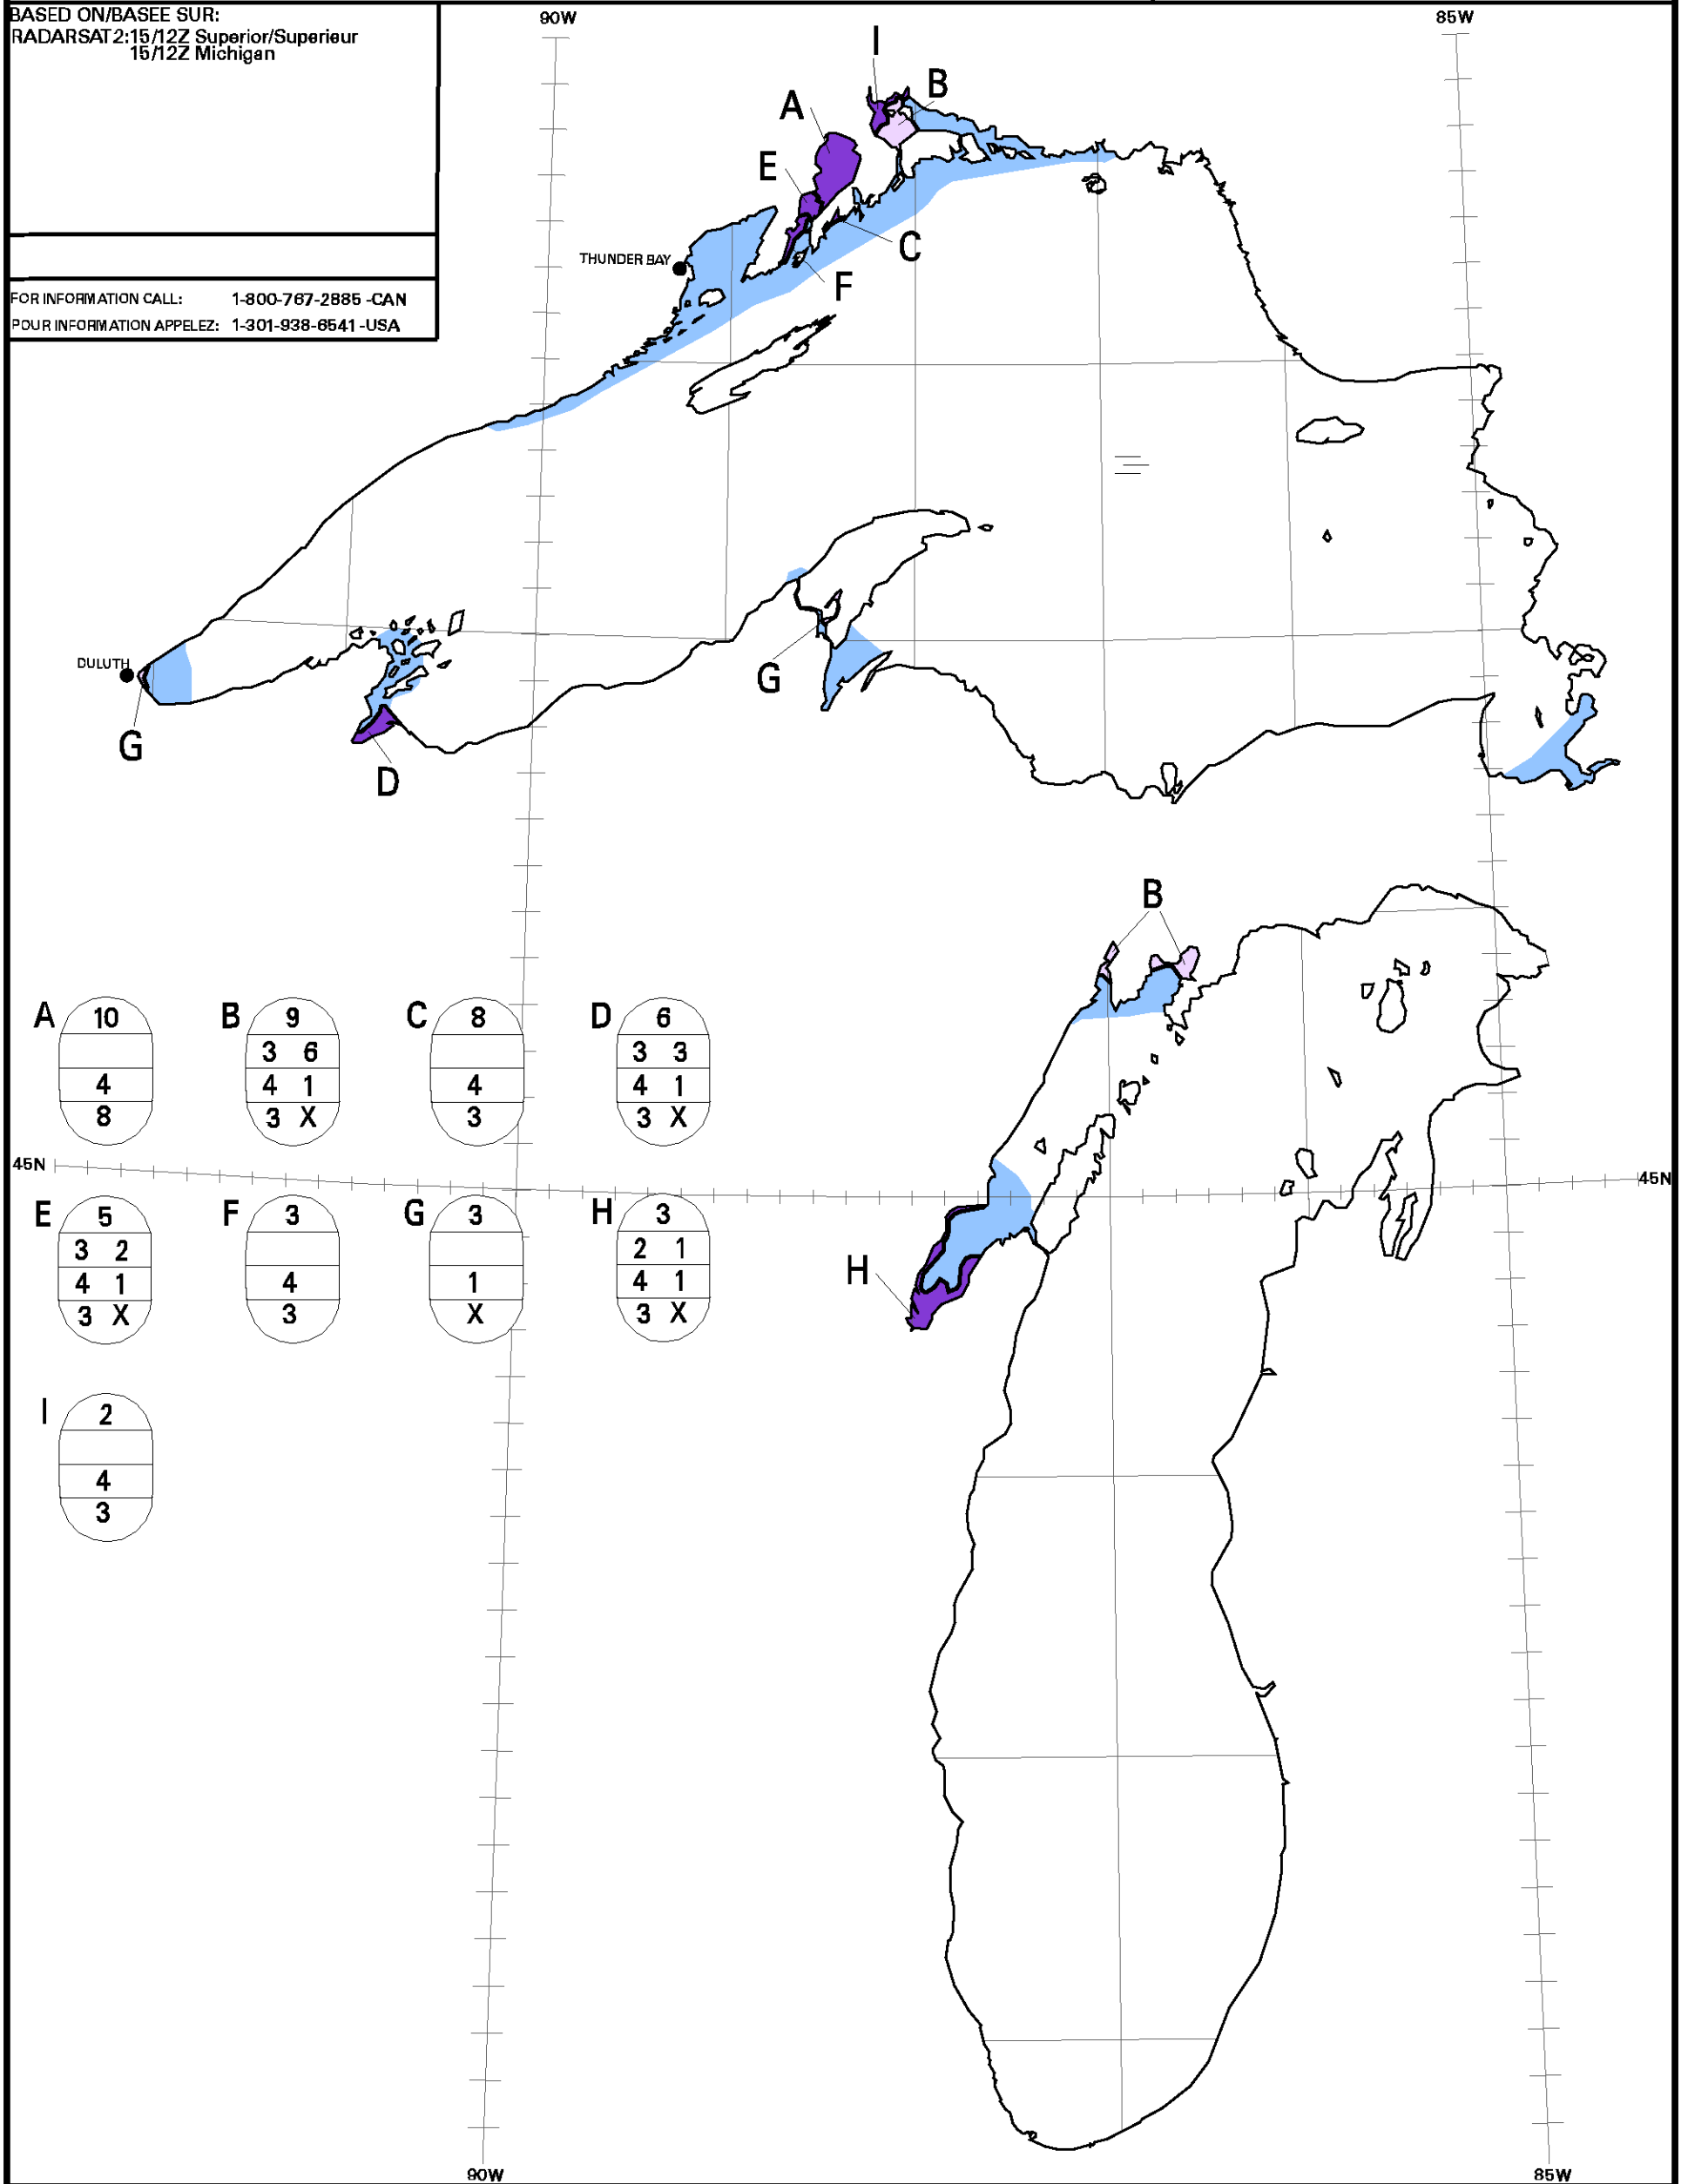 BASED ON/BASEE SUR:
RADARSAT2:15/12Z Superior/Superieur
15/12Z Michigan
FOR INFORMATION CALL: 1-800-767-2885 -CAN
POUR INFORMATION APPELEZ: 1-301-938-6541 -USA
90W
85W
I
B
A
E
C
F
THUNDER BAY
DULUTH
G
D
G
B
A 10
4
8
B 9
3 6
4 1
3 X
C 8
4
3
D 6
3 3
4 1
3 X
45N
45N
E 5
3 2
4 1
3 X
F 3
4
3
G 3
1
X
H 3
2 1
4 1
3 X
H
I 2
4
3
90W
85W